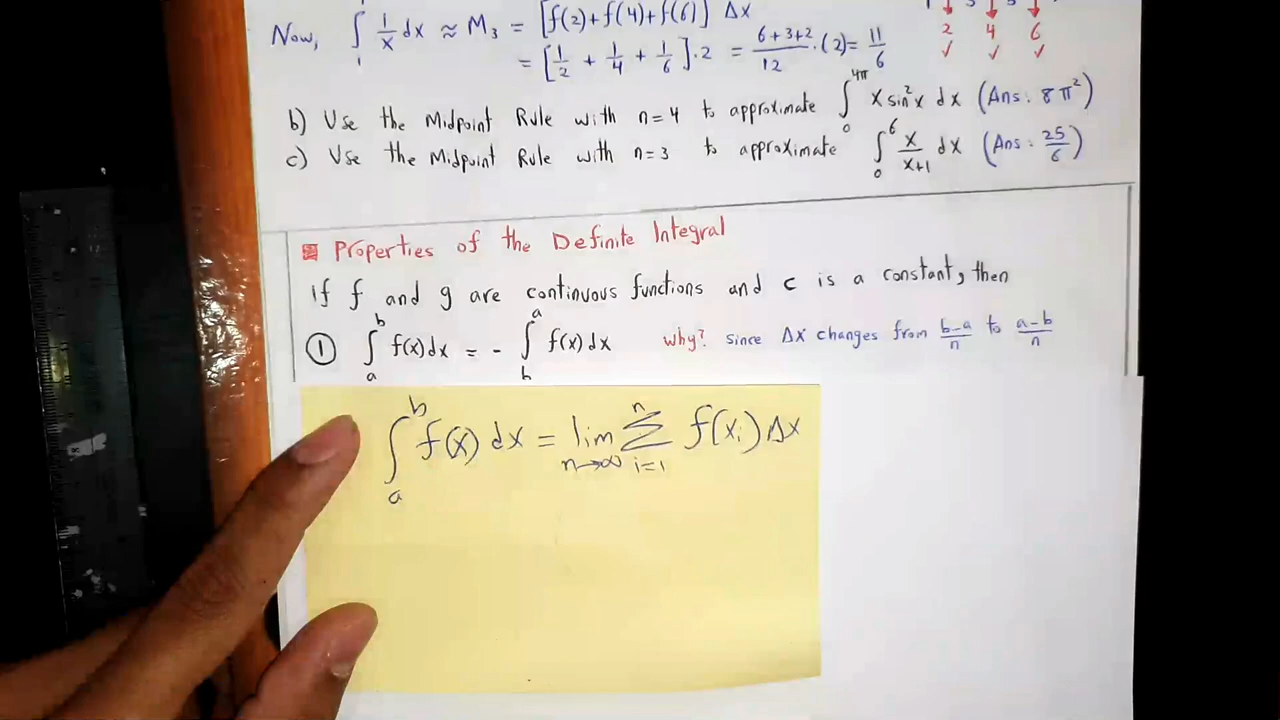 Now, ∫₁ 1/x dx ≈ M₃ = [f(2)+f(4)+f(6)] Δx
= [1/2 + 1/4 + 1/6].2 = (6+3+2)/12 .(2) = 11/6
2 4 6
✓ ✓ ✓
b) Use the Midpoint Rule with n=4 to approximate ∫₀^4π x sin²x dx (Ans: 8π²)
c) Use the Midpoint Rule with n=3 to approximate ∫₀^6 x/(x+1) dx (Ans: 25/6)
Properties of the Definite Integral
If f and g are continuous functions and c is a constant, then
① ∫_a^b f(x) dx = - ∫_b^a f(x) dx why? since Δx changes from (b-a)/n to (a-b)/n
∫_a^b f(x) dx = lim_{n→∞} Σ_{i=1}^n f(xᵢ) Δx